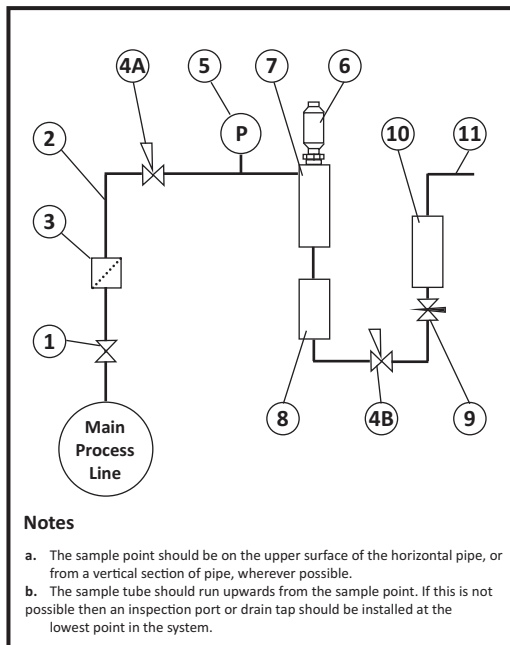 4A
5
7
6
2
10
11
P
3
1
Main
Process
Line
8
4B
9
Notes
a. The sample point should be on the upper surface of the horizontal pipe, or
from a vertical section of pipe, wherever possible.
b. The sample tube should run upwards from the sample point. If this is not
possible then an inspection port or drain tap should be installed at the
lowest point in the system.